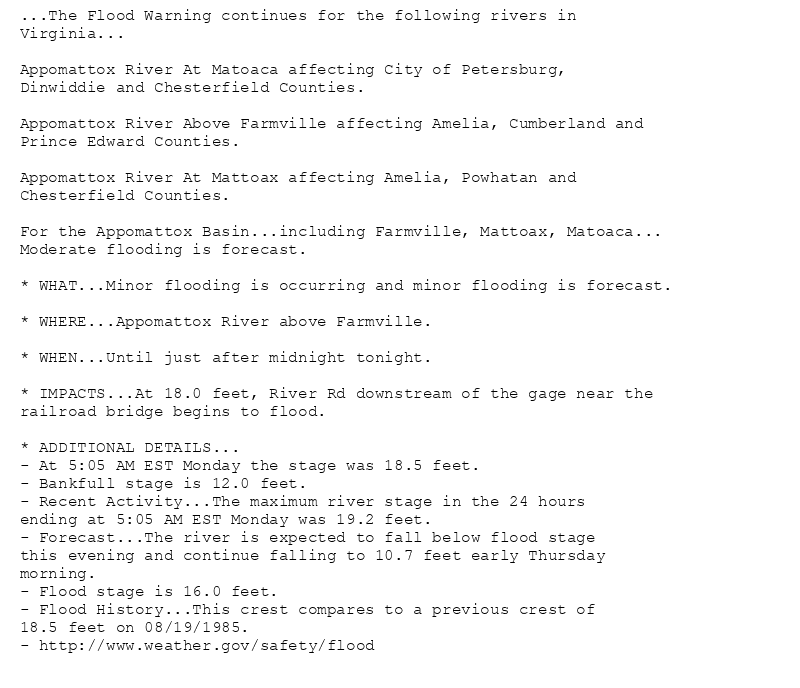 ...The Flood Warning continues for the following rivers in
Virginia...
Appomattox River At Matoaca affecting City of Petersburg,
Dinwiddie and Chesterfield Counties.
Appomattox River Above Farmville affecting Amelia, Cumberland and
Prince Edward Counties.
Appomattox River At Mattoax affecting Amelia, Powhatan and
Chesterfield Counties.
For the Appomattox Basin...including Farmville, Mattoax, Matoaca...
Moderate flooding is forecast.
* WHAT...Minor flooding is occurring and minor flooding is forecast.
* WHERE...Appomattox River above Farmville.
* WHEN...Until just after midnight tonight.
* IMPACTS...At 18.0 feet, River Rd downstream of the gage near the
railroad bridge begins to flood.
* ADDITIONAL DETAILS...
- At 5:05 AM EST Monday the stage was 18.5 feet.
- Bankfull stage is 12.0 feet.
- Recent Activity...The maximum river stage in the 24 hours
ending at 5:05 AM EST Monday was 19.2 feet.
- Forecast...The river is expected to fall below flood stage
this evening and continue falling to 10.7 feet early Thursday
morning.
- Flood stage is 16.0 feet.
- Flood History...This crest compares to a previous crest of
18.5 feet on 08/19/1985.
- http://www.weather.gov/safety/flood